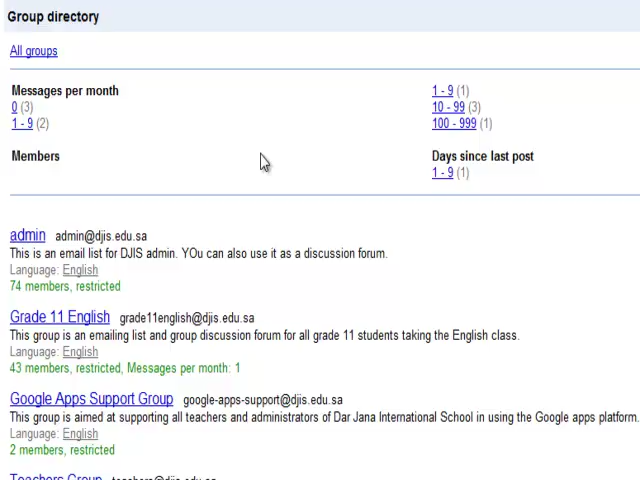 Group directory
All groups
Messages per month
0 (3)
1 - 9 (2)
Members
1 - 9 (1)
10 - 99 (3)
100 - 999 (1)
Days since last post
1 - 9 (1)
admin admin@djis.edu.sa
This is an email list for DJIS admin. YOu can also use it as a discussion forum.
Language: English
74 members, restricted
Grade 11 English grade11english@djis.edu.sa
This group is an emailing list and group discussion forum for all grade 11 students taking the English class.
Language: English
43 members, restricted, Messages per month: 1
Google Apps Support Group google-apps-support@djis.edu.sa
This group is aimed at supporting all teachers and administrators of Dar Jana International School in using the Google apps platform.
Language: English
2 members, restricted
Teachers Group teachers@djis.edu.sa